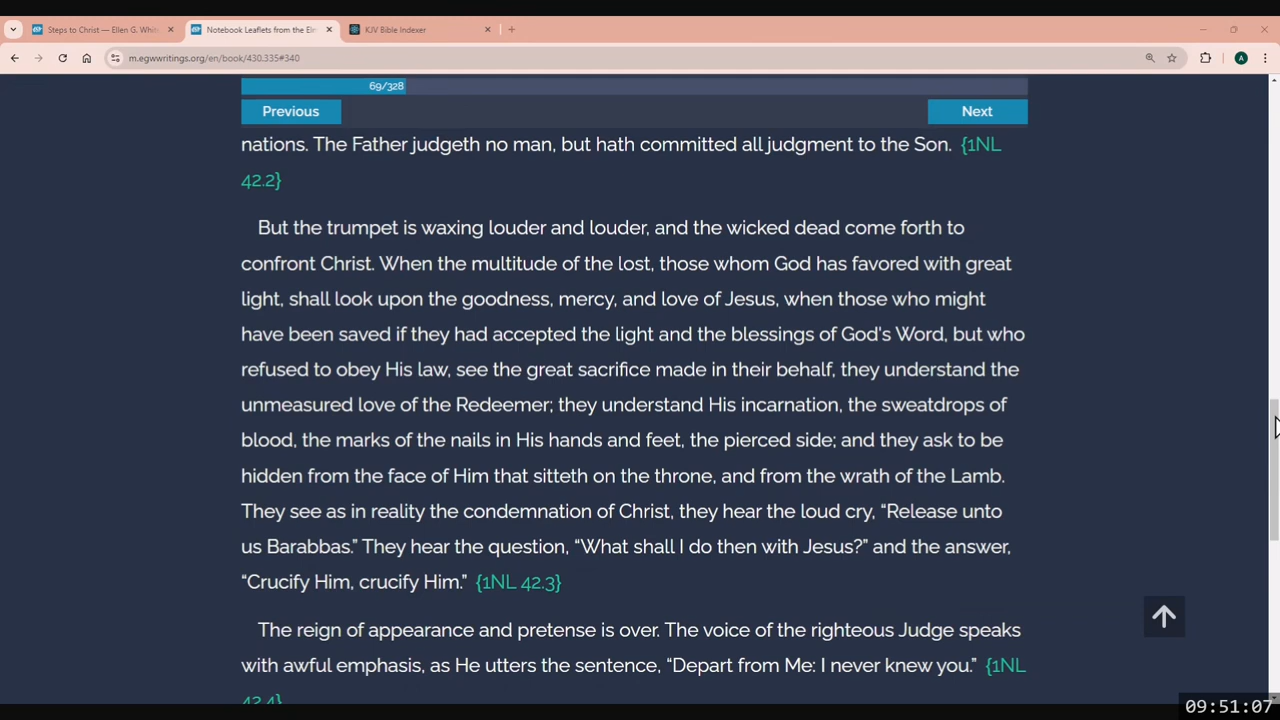 Steps to Christ — Ellen G. Whit
Notebook Leaflets from the Elm
KJV Bible Indexer
m.egwwritings.org/en/book/430.335#340
A
69/328
Previous
Next
nations. The Father judgeth no man, but hath committed all judgment to the Son. {1NL
42.2}
But the trumpet is waxing louder and louder, and the wicked dead come forth to
confront Christ. When the multitude of the lost, those whom God has favored with great
light, shall look upon the goodness, mercy, and love of Jesus, when those who might
have been saved if they had accepted the light and the blessings of God's Word, but who
refused to obey His law, see the great sacrifice made in their behalf, they understand the
unmeasured love of the Redeemer; they understand His incarnation, the sweatdrops of
blood, the marks of the nails in His hands and feet, the pierced side; and they ask to be
hidden from the face of Him that sitteth on the throne, and from the wrath of the Lamb.
They see as in reality the condemnation of Christ, they hear the loud cry, “Release unto
us Barabbas.” They hear the question, “What shall I do then with Jesus?” and the answer,
“Crucify Him, crucify Him.” {1NL 42.3}
The reign of appearance and pretense is over. The voice of the righteous Judge speaks
with awful emphasis, as He utters the sentence, “Depart from Me: I never knew you.” {1NL
42.4}
09:51:07